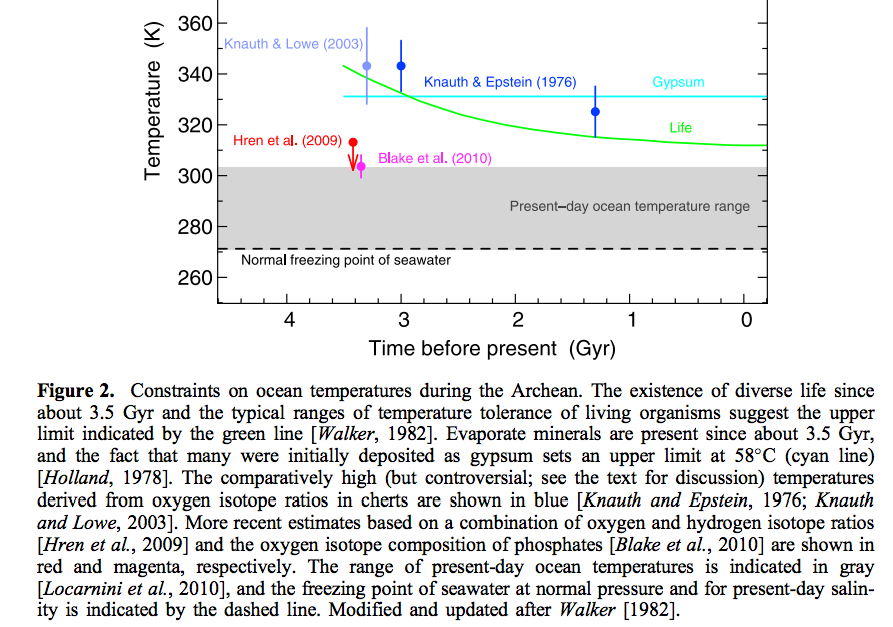 360
Knauth & Lowe (2003)
340
Knauth & Epstein (1976)
Gypsum
320
Life
Hren et al. (2009)
Blake et al. (2010)
300
Present–day ocean temperature range
280
Normal freezing point of seawater
260
Temperature (K)
4 3 2 1 0
Time before present (Gyr)
Figure 2. Constraints on ocean temperatures during the Archean. The existence of diverse life since
about 3.5 Gyr and the typical ranges of temperature tolerance of living organisms suggest the upper
limit indicated by the green line [Walker, 1982]. Evaporate minerals are present since about 3.5 Gyr,
and the fact that many were initially deposited as gypsum sets an upper limit at 58°C (cyan line)
[Holland, 1978]. The comparatively high (but controversial; see the text for discussion) temperatures
derived from oxygen isotope ratios in cherts are shown in blue [Knauth and Epstein, 1976; Knauth
and Lowe, 2003]. More recent estimates based on a combination of oxygen and hydrogen isotope ratios
[Hren et al., 2009] and the oxygen isotope composition of phosphates [Blake et al., 2010] are shown in
red and magenta, respectively. The range of present-day ocean temperatures is indicated in gray
[Locarnini et al., 2010], and the freezing point of seawater at normal pressure and for present-day salin-
ity is indicated by the dashed line. Modified and updated after Walker [1982].